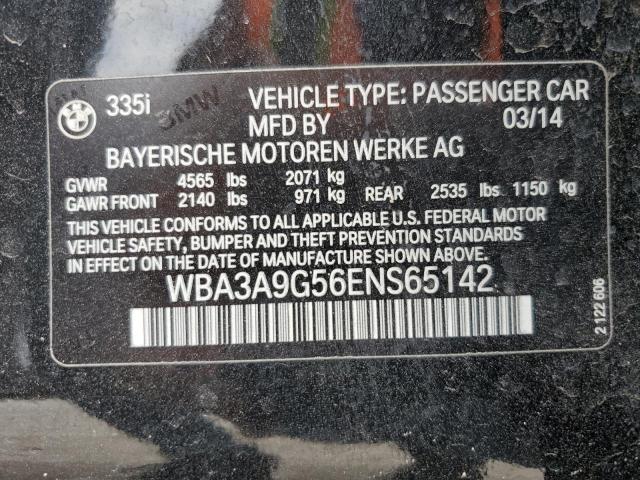 335i VEHICLE TYPE: PASSENGER CAR
MFD BY 03/14
BAYERISCHE MOTOREN WERKE AG
GVWR 4565 lbs 2071 kg
GAWR FRONT 2140 lbs 971 kg REAR 2535 lbs 1150 kg
THIS VEHICLE CONFORMS TO ALL APPLICABLE U.S. FEDERAL MOTOR
VEHICLE SAFETY, BUMPER AND THEFT PREVENTION STANDARDS
IN EFFECT ON THE DATE OF MANUFACTURE SHOWN ABOVE.
WBA3A9G56ENS65142
2 122 606
BMW